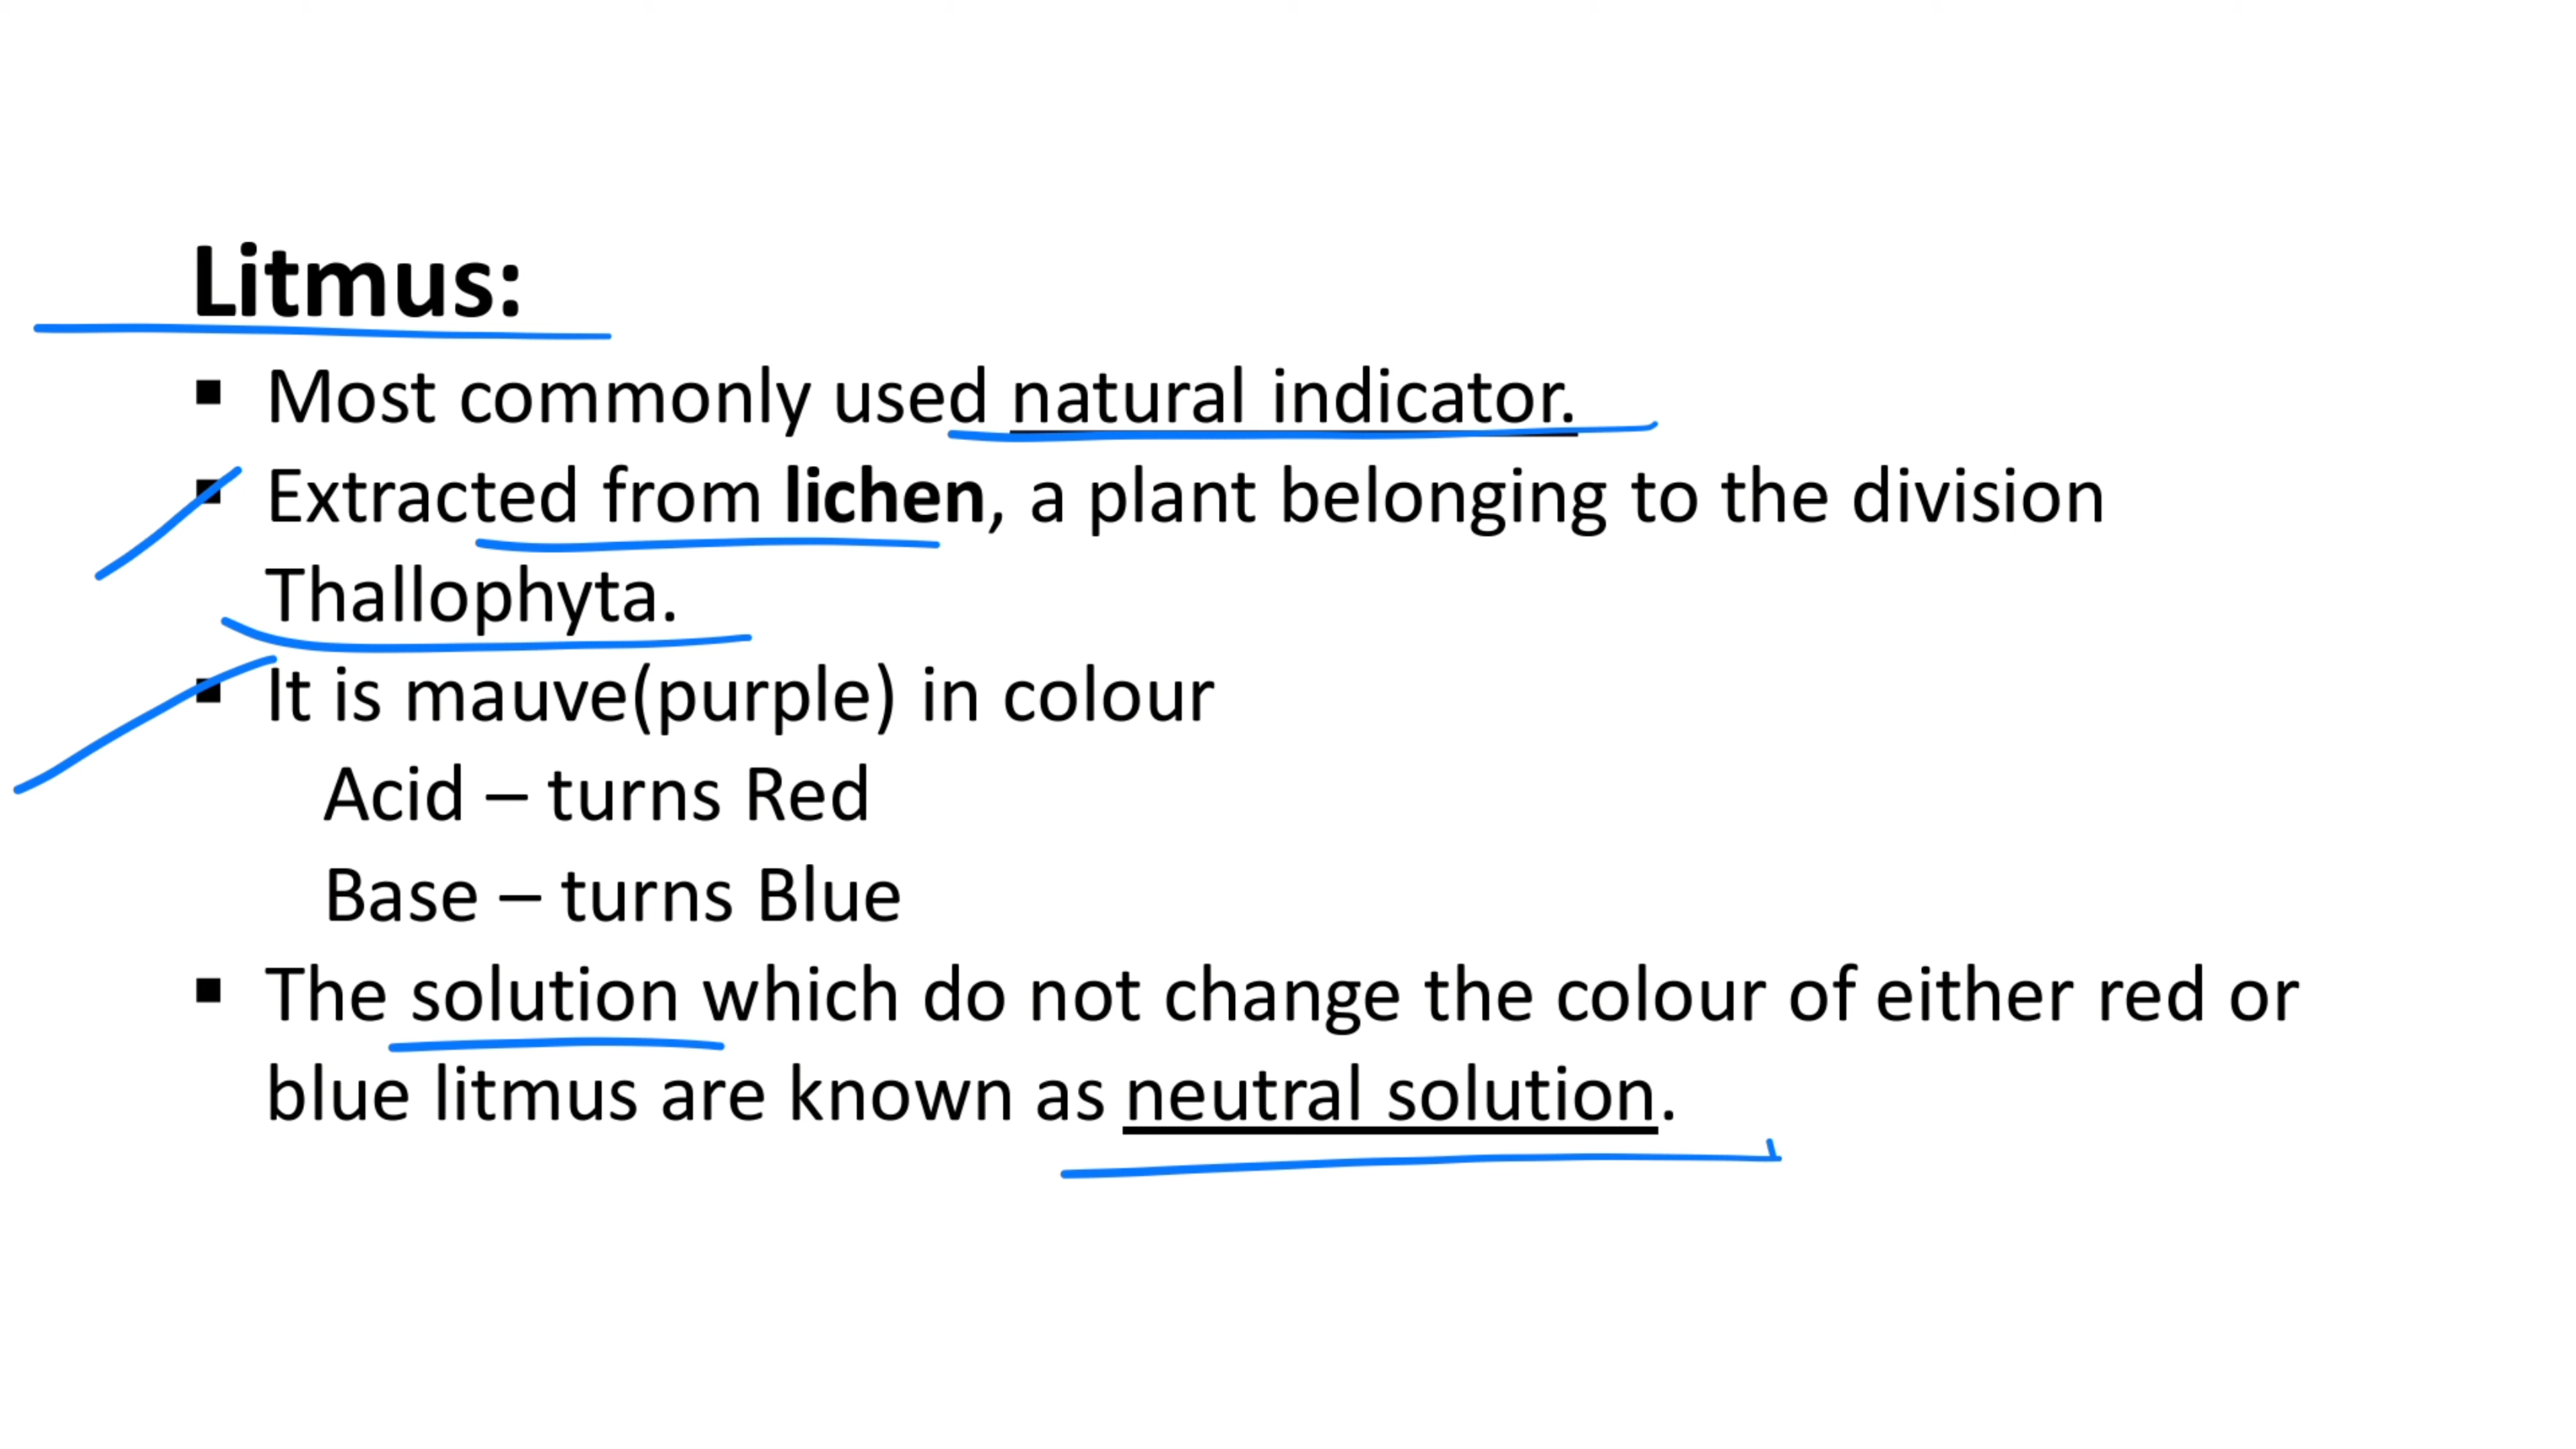 Litmus:
▪ Most commonly used natural indicator.
▪ Extracted from lichen, a plant belonging to the division
Thallophyta.
▪ It is mauve(purple) in colour
Acid – turns Red
Base – turns Blue
▪ The solution which do not change the colour of either red or
blue litmus are known as neutral solution.